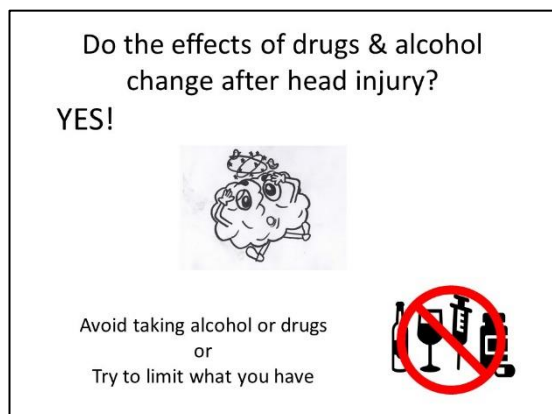 Do the effects of drugs & alcohol
change after head injury?
YES!
Avoid taking alcohol or drugs
or
Try to limit what you have